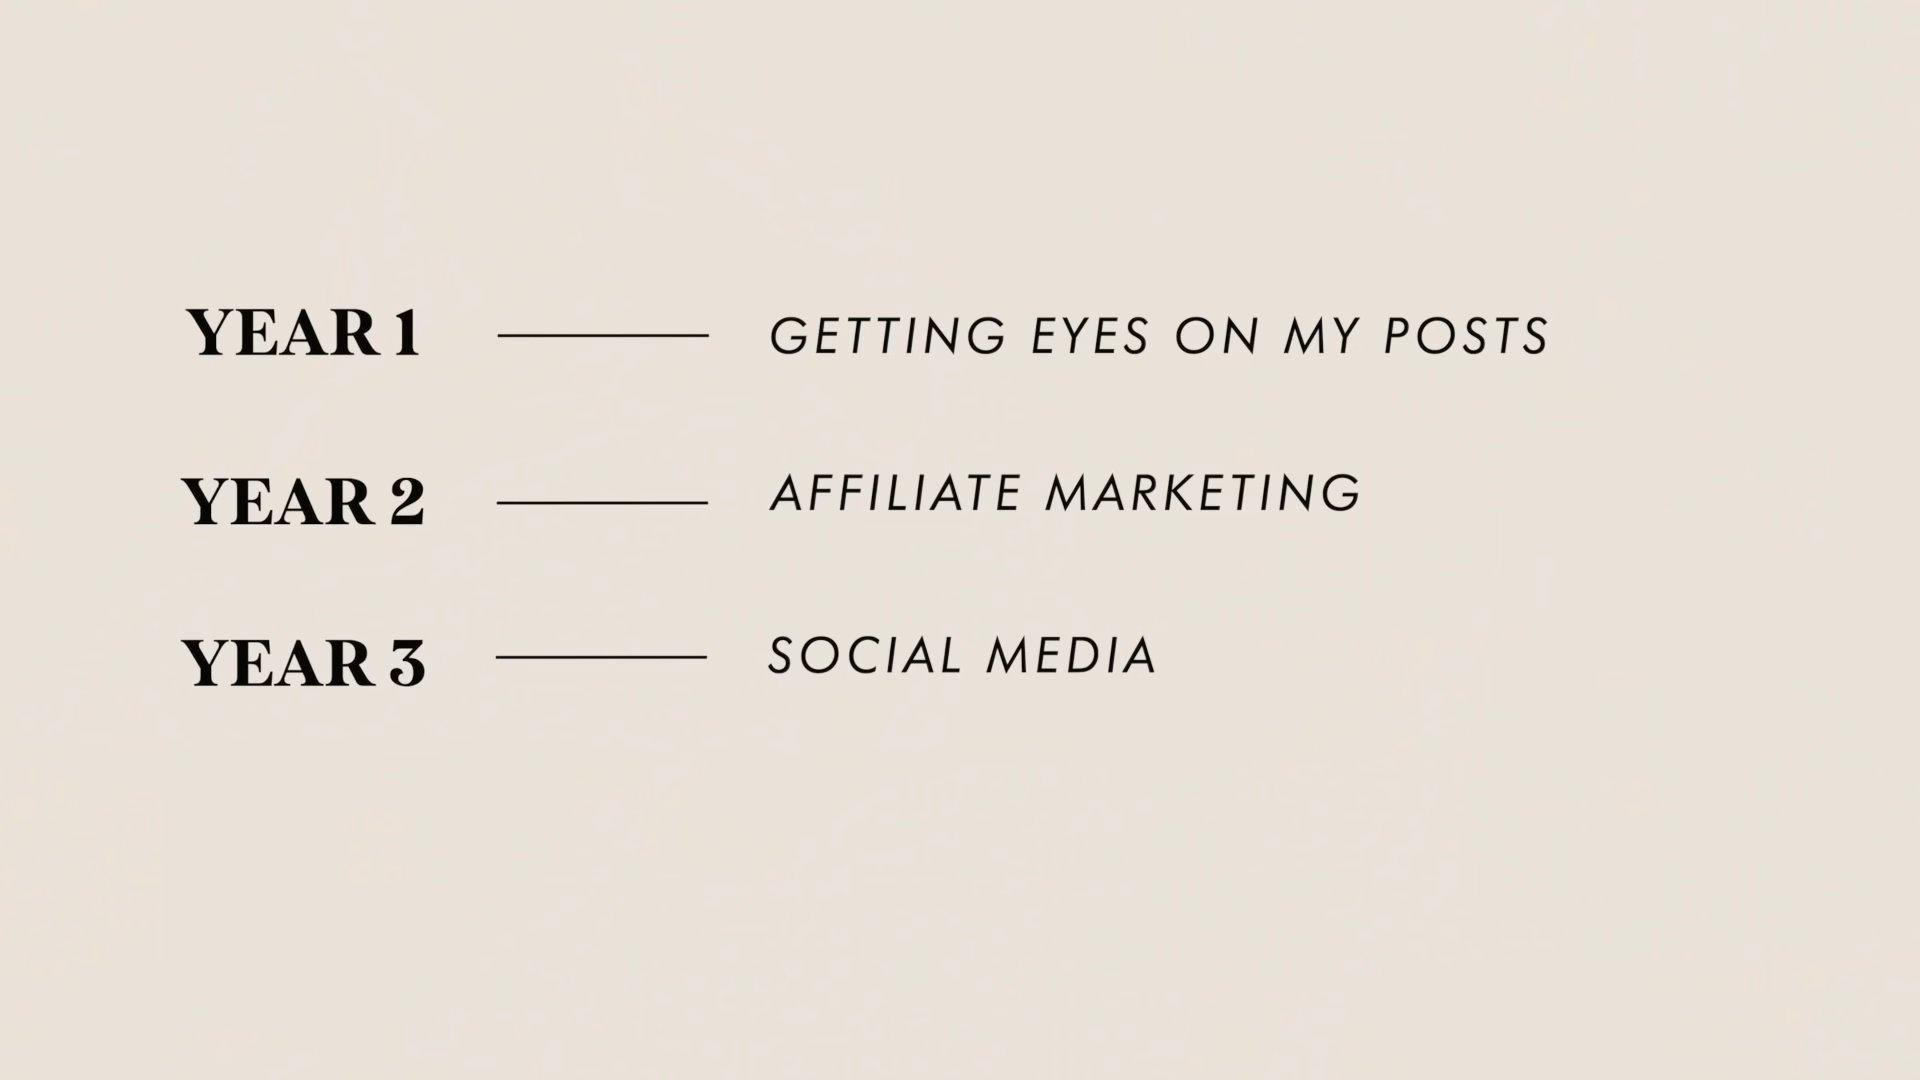 YEAR 1 GETTING EYES ON MY POSTS
YEAR 2 AFFILIATE MARKETING
YEAR 3 SOCIAL MEDIA